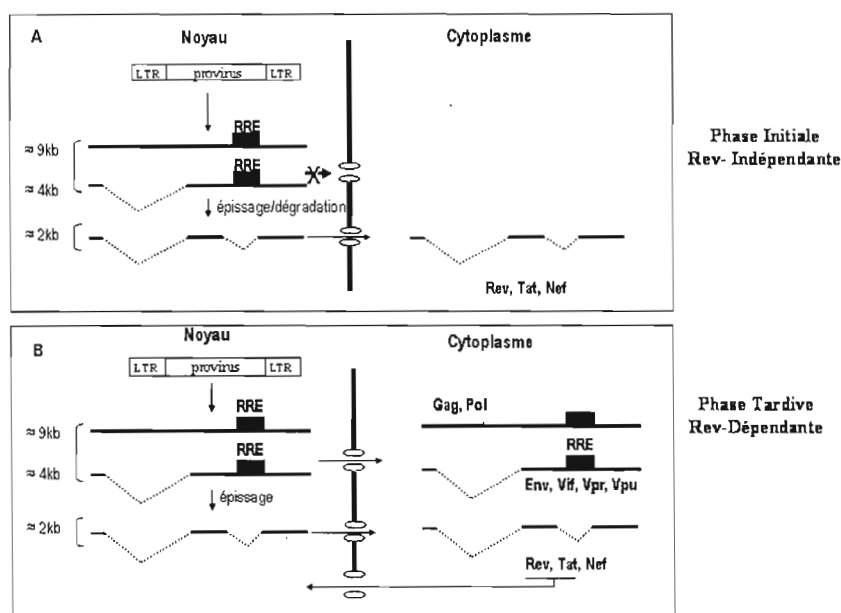 A
Noyau
Cytoplasme
LTR provirus LTR
RRE
≈ 9kb
RRE
≈ 4kb
X
épissage/dégradation
≈ 2kb
Rev, Tat, Nef
Phase Initiale
Rev- Indépendante
B
Noyau
Cytoplasme
LTR provirus LTR
RRE
Gag, Pol
≈ 9kb
RRE
RRE
≈ 4kb
Env, Vif, Vpr, Vpu
épissage
≈ 2kb
Rev, Tat, Nef
Phase Tardive
Rev-Dépendante